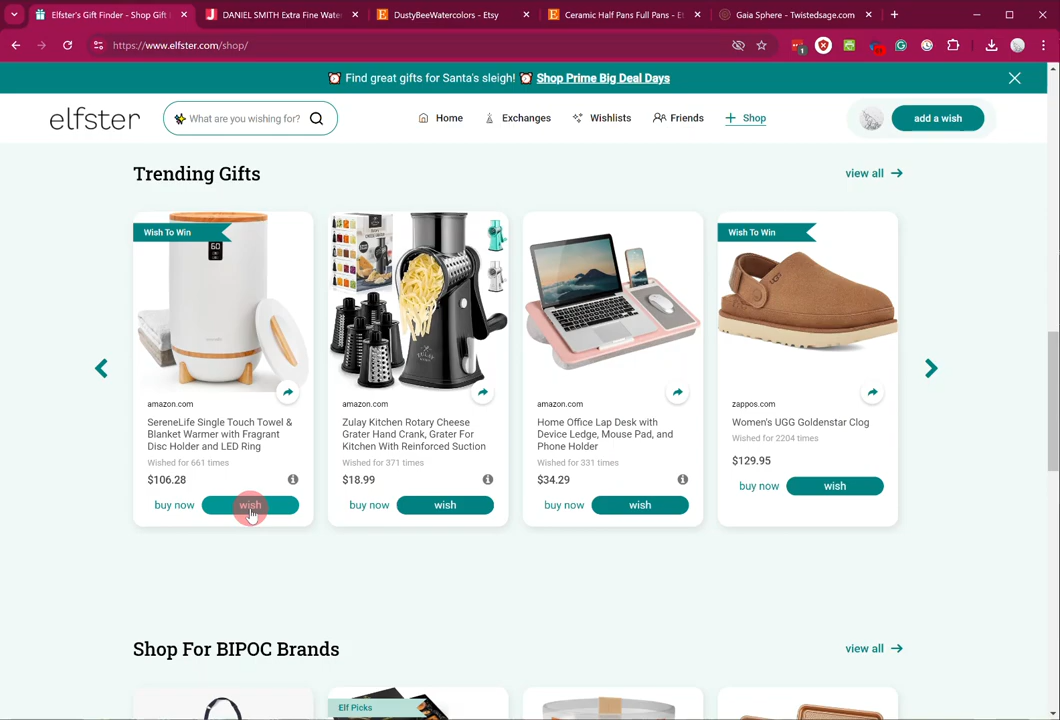 Elfster's Gift Finder - Shop Gift
DANIEL SMITH Extra Fine Water
DustyBeeWatercolors - Etsy
Ceramic Half Pans Full Pans - Et
Gaia Sphere - Twistedsage.com
https://www.elfster.com/shop/
Find great gifts for Santa's sleigh! Shop Prime Big Deal Days
elfster
What are you wishing for?
Home
Exchanges
Wishlists
Friends
Shop
add a wish
Trending Gifts
view all
Wish To Win
60
amazon.com
SereneLife Single Touch Towel &
Blanket Warmer with Fragrant
Disc Holder and LED Ring
Wished for 661 times
$106.28
buy now
wish
amazon.com
Zulay Kitchen Rotary Cheese
Grater Hand Crank, Grater For
Kitchen With Reinforced Suction
Wished for 371 times
$18.99
buy now
wish
amazon.com
Home Office Lap Desk with
Device Ledge, Mouse Pad, and
Phone Holder
Wished for 331 times
$34.29
buy now
wish
Wish To Win
zappos.com
Women's UGG Goldenstar Clog
Wished for 2204 times
$129.95
buy now
wish
Shop For BIPOC Brands
view all
Elf Picks